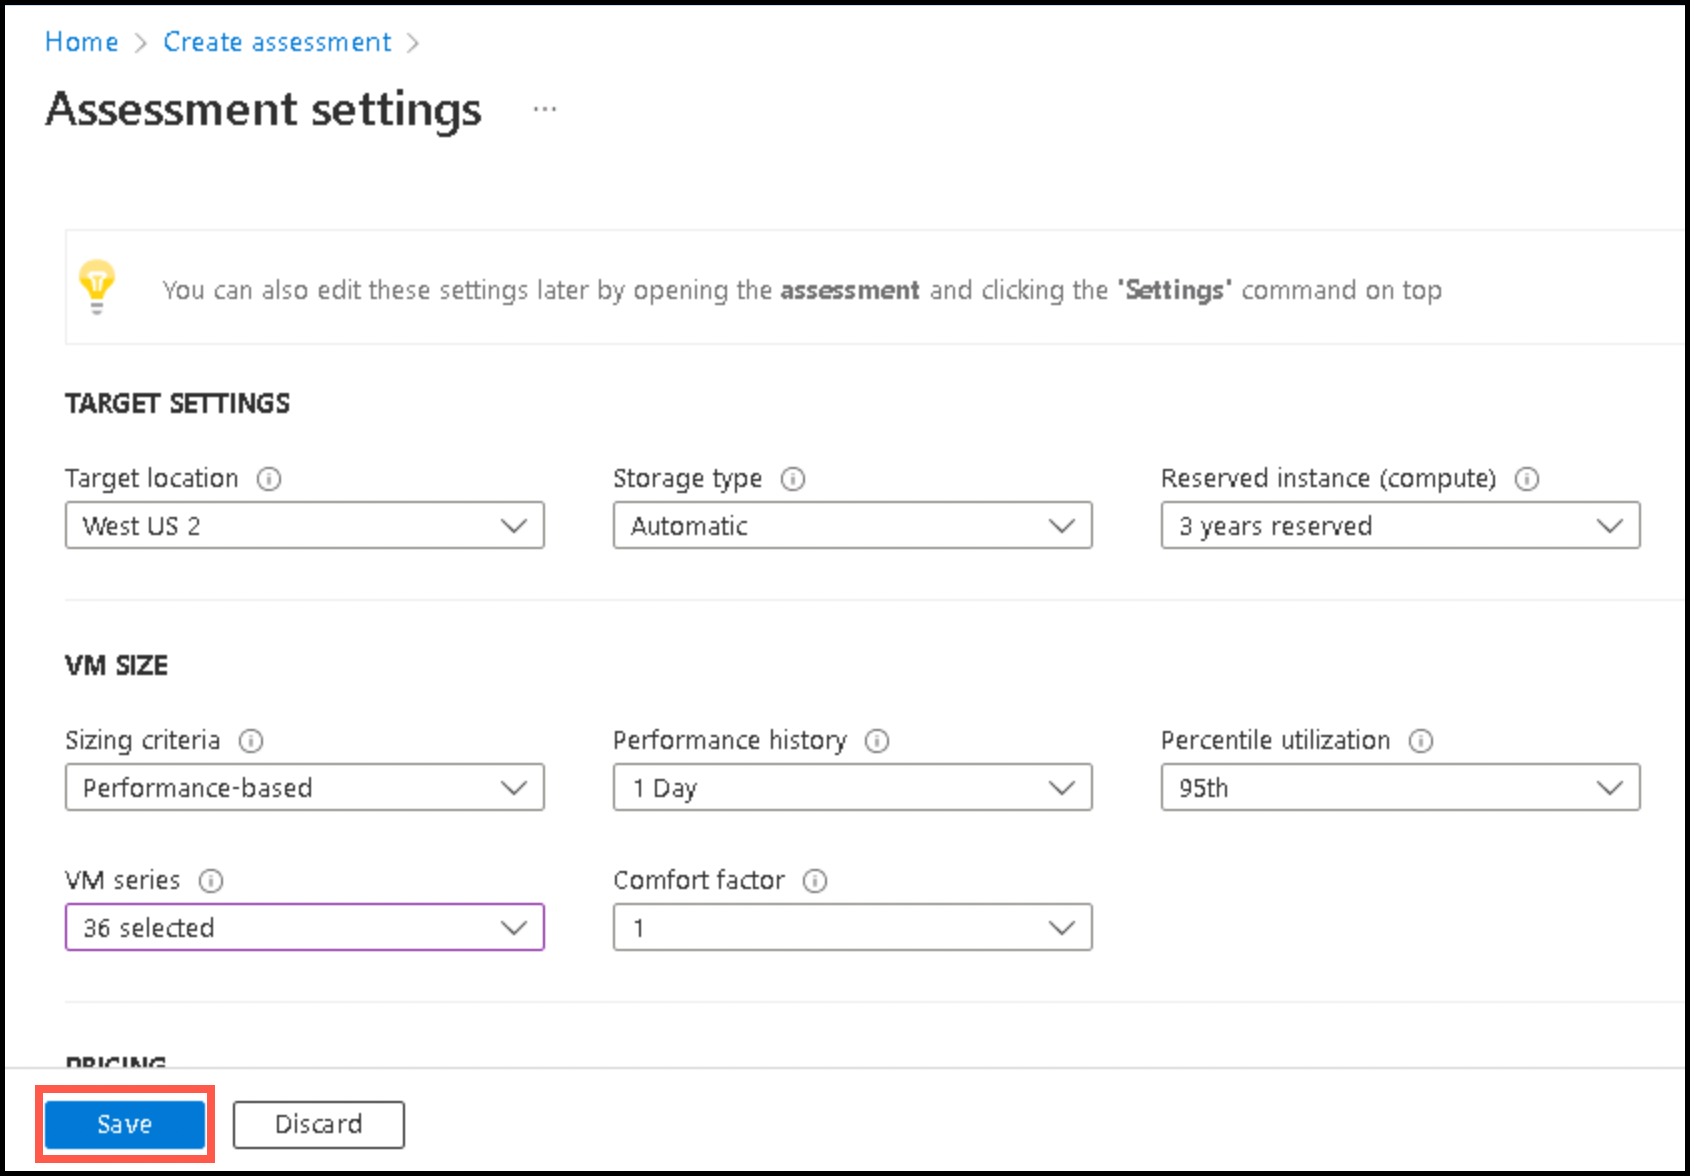 Home > Create assessment >
Assessment settings ...
You can also edit these settings later by opening the assessment and clicking the 'Settings' command on top
TARGET SETTINGS
Target location Storage type Reserved instance (compute)
West US 2 Automatic 3 years reserved
VM SIZE
Sizing criteria Performance history Percentile utilization
Performance-based 1 Day 95th
VM series Comfort factor
36 selected 1
PRICING
Save Discard